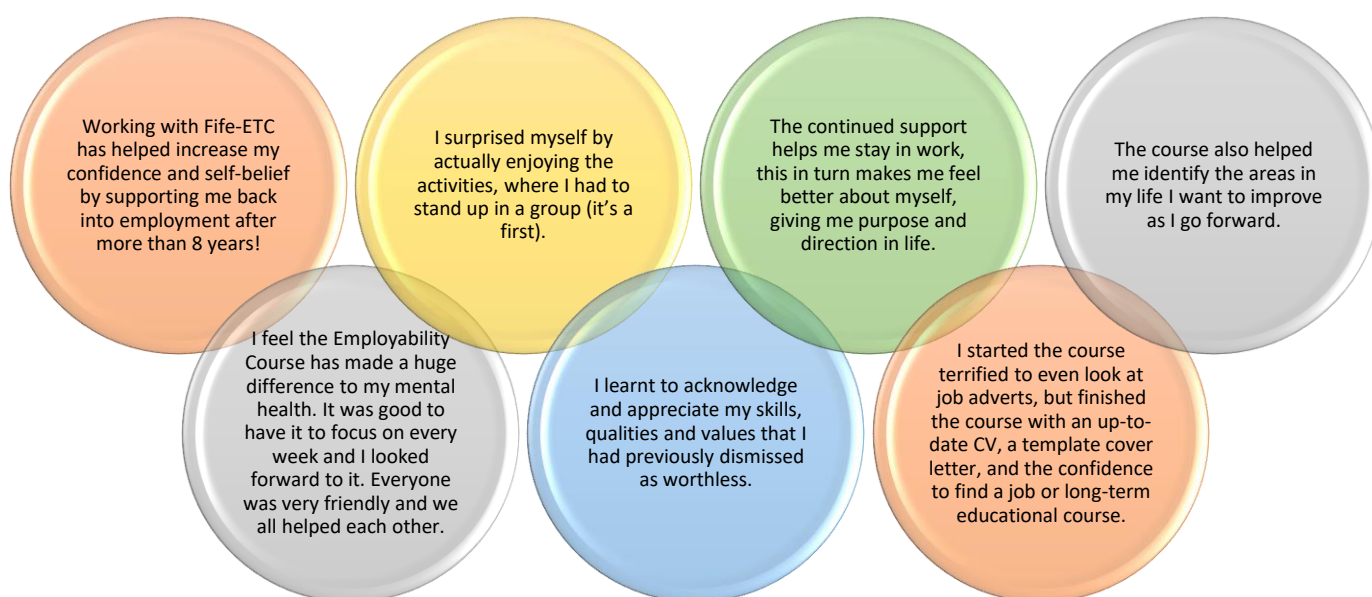 Working with Fife-ETC
has helped increase my
confidence and self-belief
by supporting me back
into employment after
more than 8 years!
I surprised myself by
actually enjoying the
activities, where I had to
stand up in a group (it’s a
first).
The continued support
helps me stay in work,
this in turn makes me feel
better about myself,
giving me purpose and
direction in life.
The course also helped
me identify the areas in
my life I want to improve
as I go forward.
I feel the Employability
Course has made a huge
difference to my mental
health. It was good to
have it to focus on every
week and I looked
forward to it. Everyone
was very friendly and we
all helped each other.
I learnt to acknowledge
and appreciate my skills,
qualities and values that I
had previously dismissed
as worthless.
I started the course
terrified to even look at
job adverts, but finished
the course with an up-to-
date CV, a template cover
letter, and the confidence
to find a job or long-term
educational course.